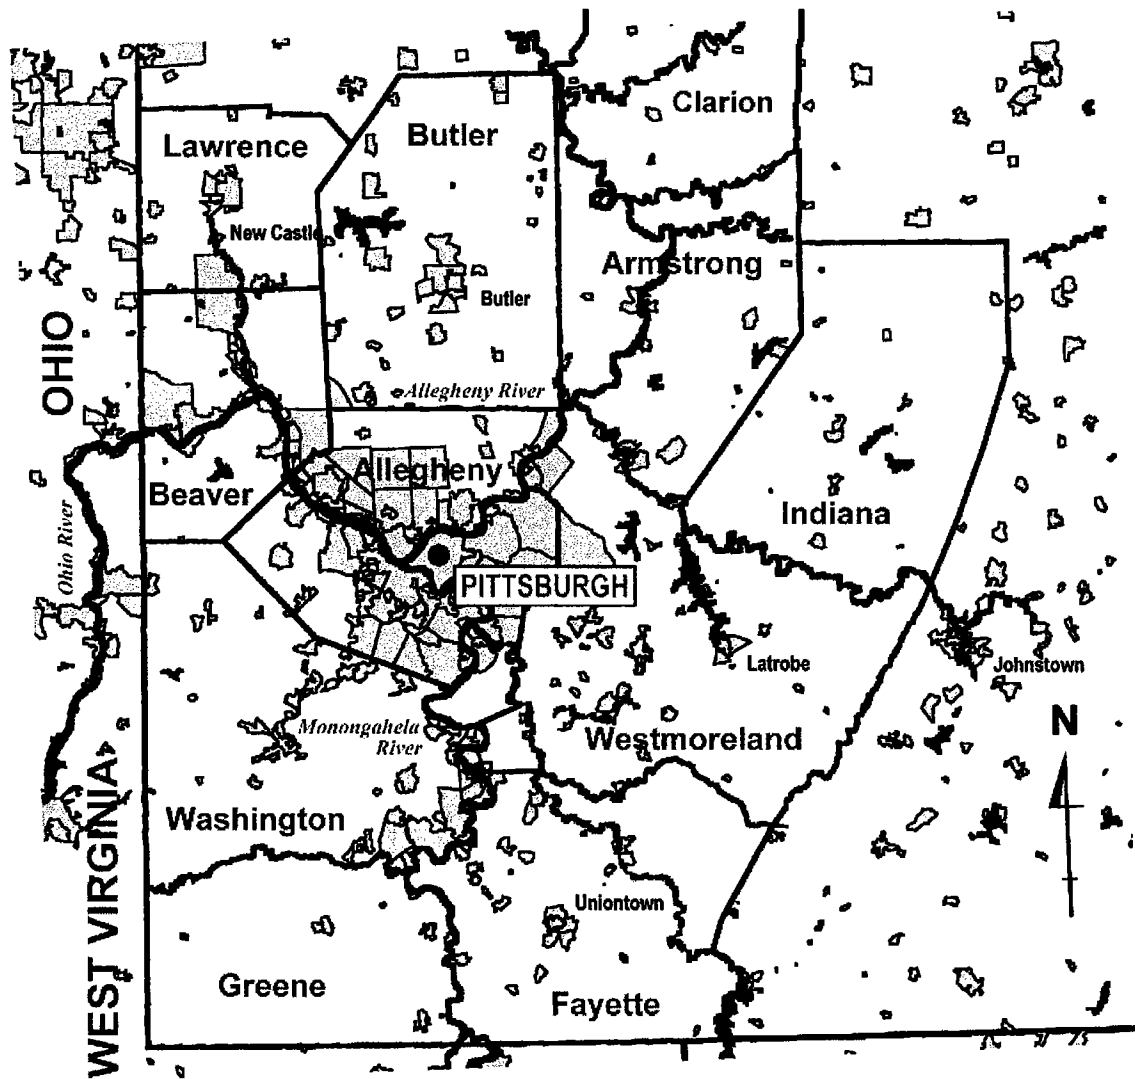 Clarion
Butler
Lawrence
New Castle
Armstrong
Butler
OHIO
Allegheny River
Allegheny
Beaver
Indiana
Ohio River
PITTSBURGH
Latrobe
Johnstown
Monongahela
River
Westmoreland
N
Washington
WEST VIRGINIA
Uniontown
Greene
Fayette